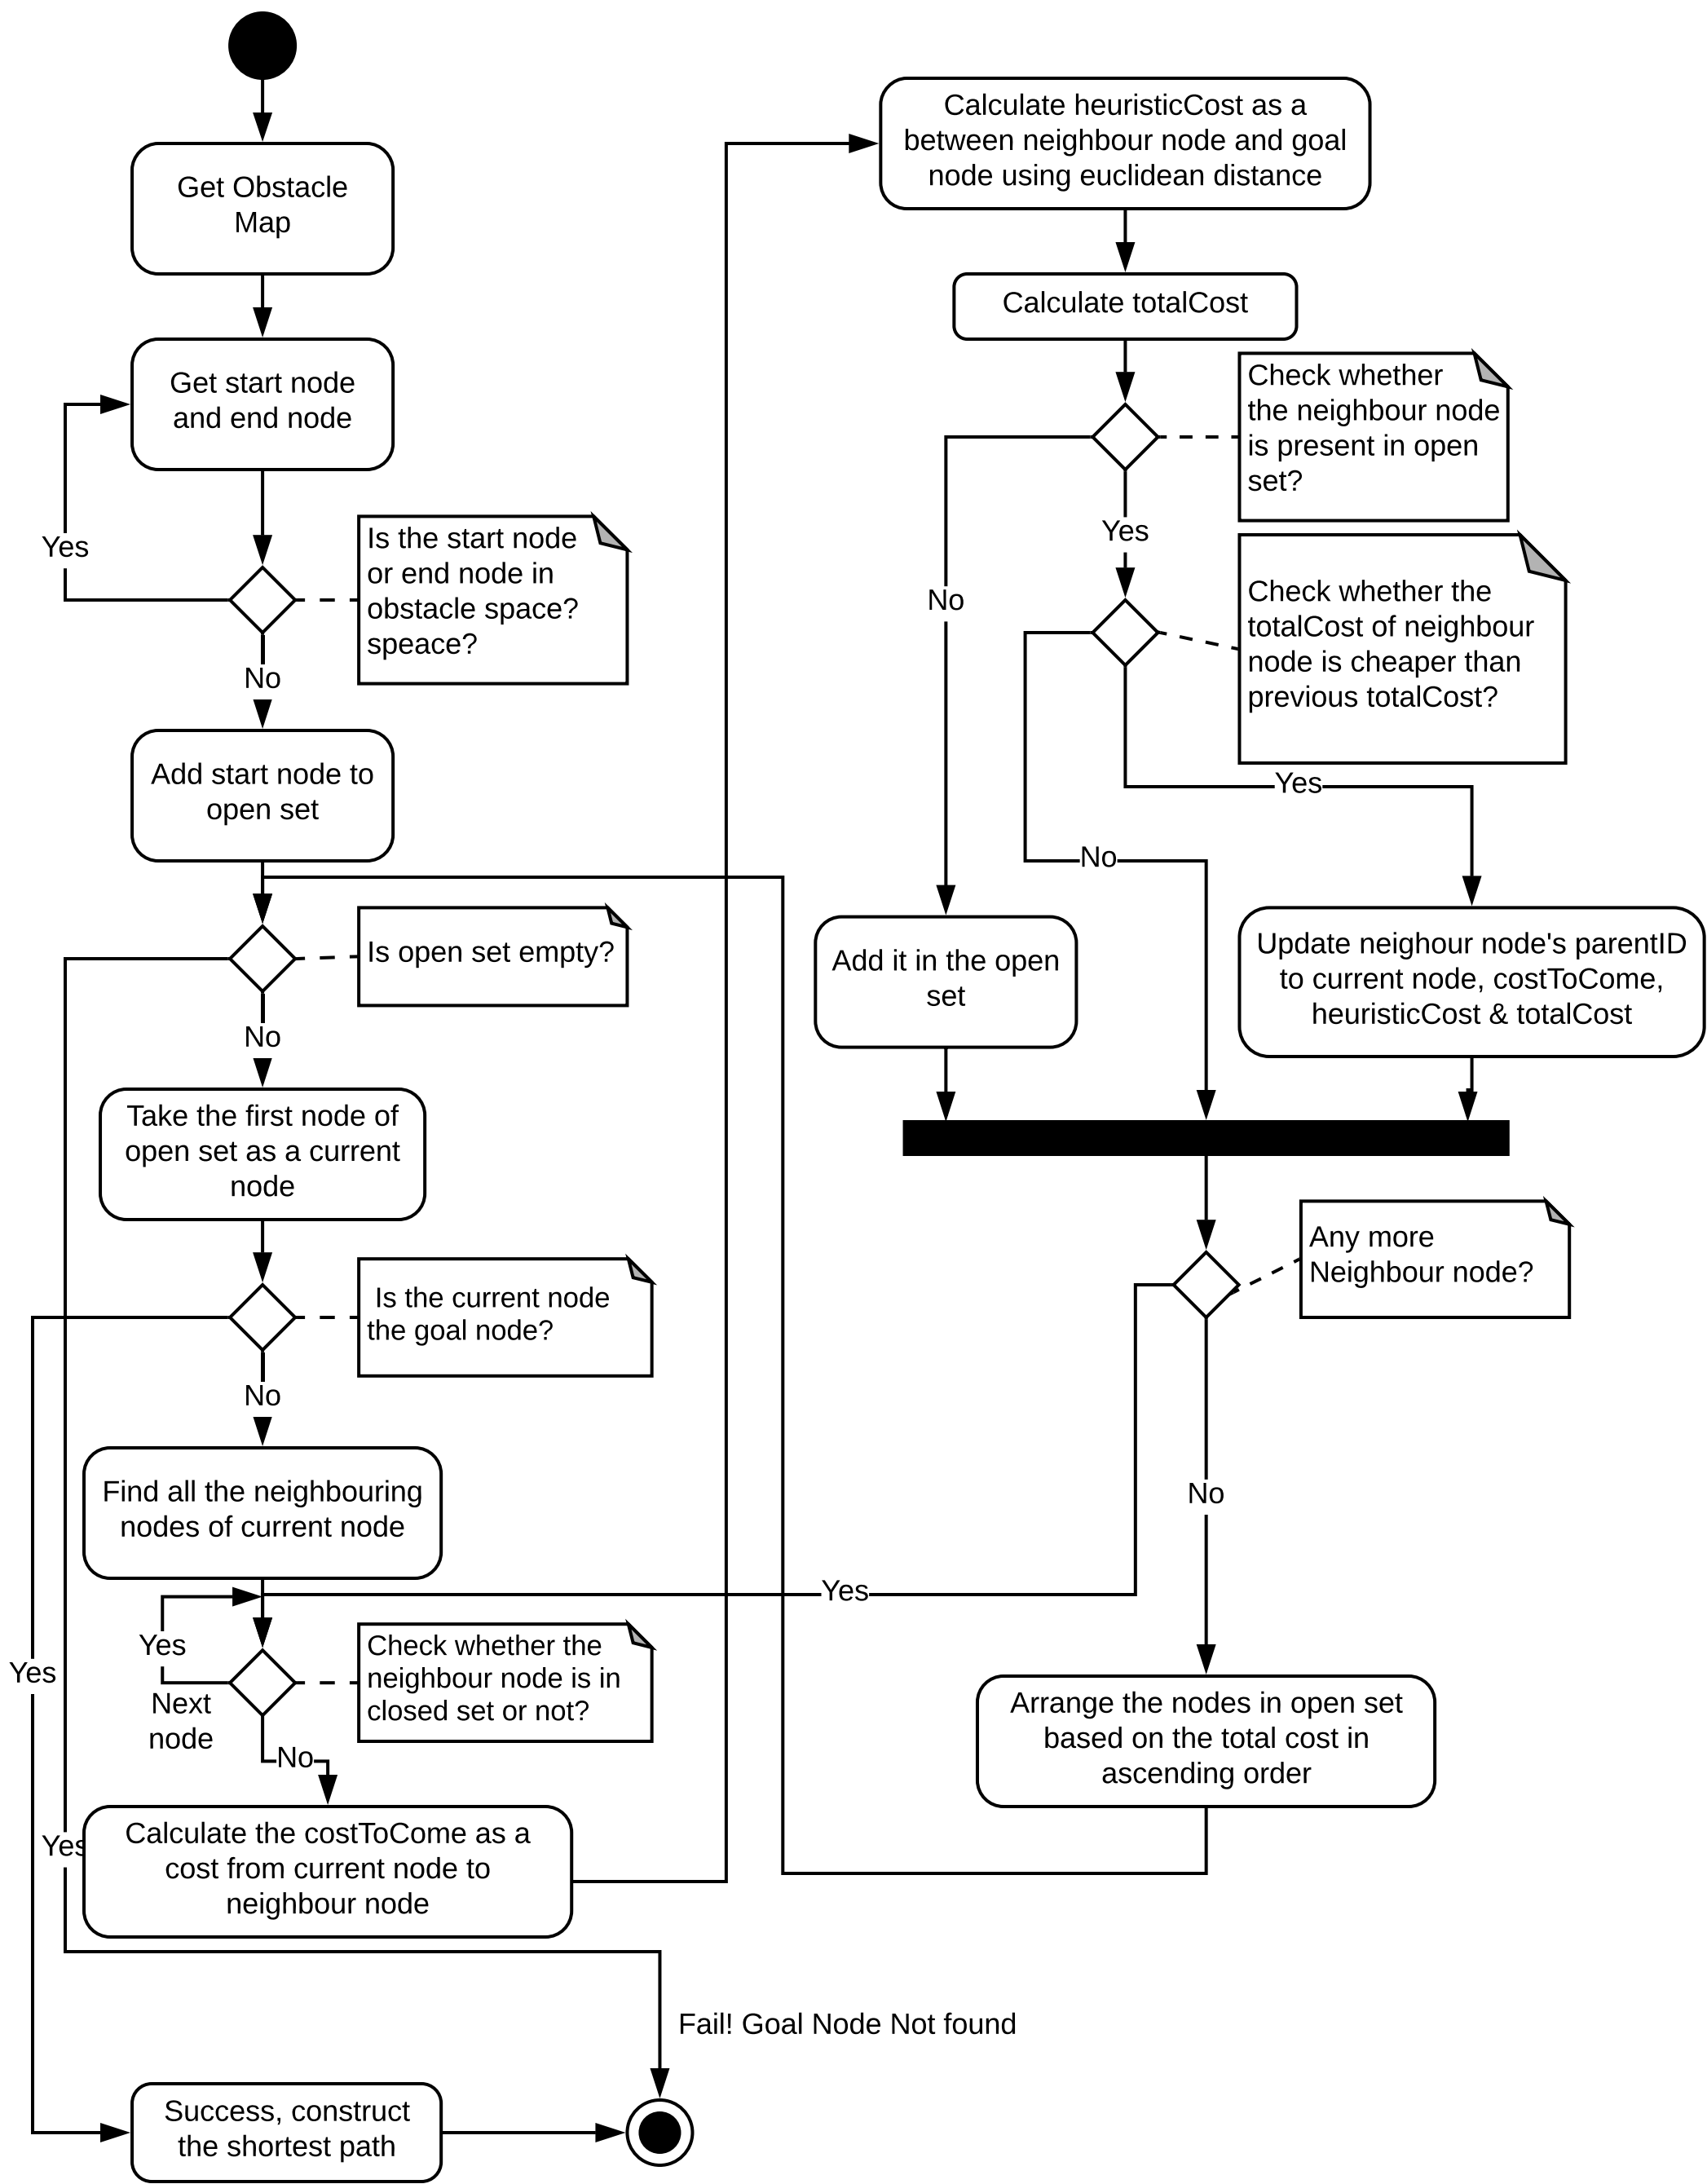 Get Obstacle
Map
Get start node
and end node
Yes
Is the start node
or end node in
obstacle space?
speace?
No
Add start node to
open set
Is open set empty?
No
Take the first node of
open set as a current
node
Is the current node
the goal node?
No
Find all the neighbouring
nodes of current node
Yes
Yes
Next
node
Check whether the
neighbour node is in
closed set or not?
No
Yes
Calculate the costToCome as a
cost from current node to
neighbour node
Success, construct
the shortest path
Fail! Goal Node Not found
Calculate heuristicCost as a
between neighbour node and goal
node using euclidean distance
Calculate totalCost
Check whether
the neighbour node
is present in open
set?
Yes
No
Check whether the
totalCost of neighbour
node is cheaper than
previous totalCost?
Yes
No
Add it in the open
set
Update neighour node's parentID
to current node, costToCome,
heuristicCost & totalCost
Any more
Neighbour node?
No
Yes
Arrange the nodes in open set
based on the total cost in
ascending order